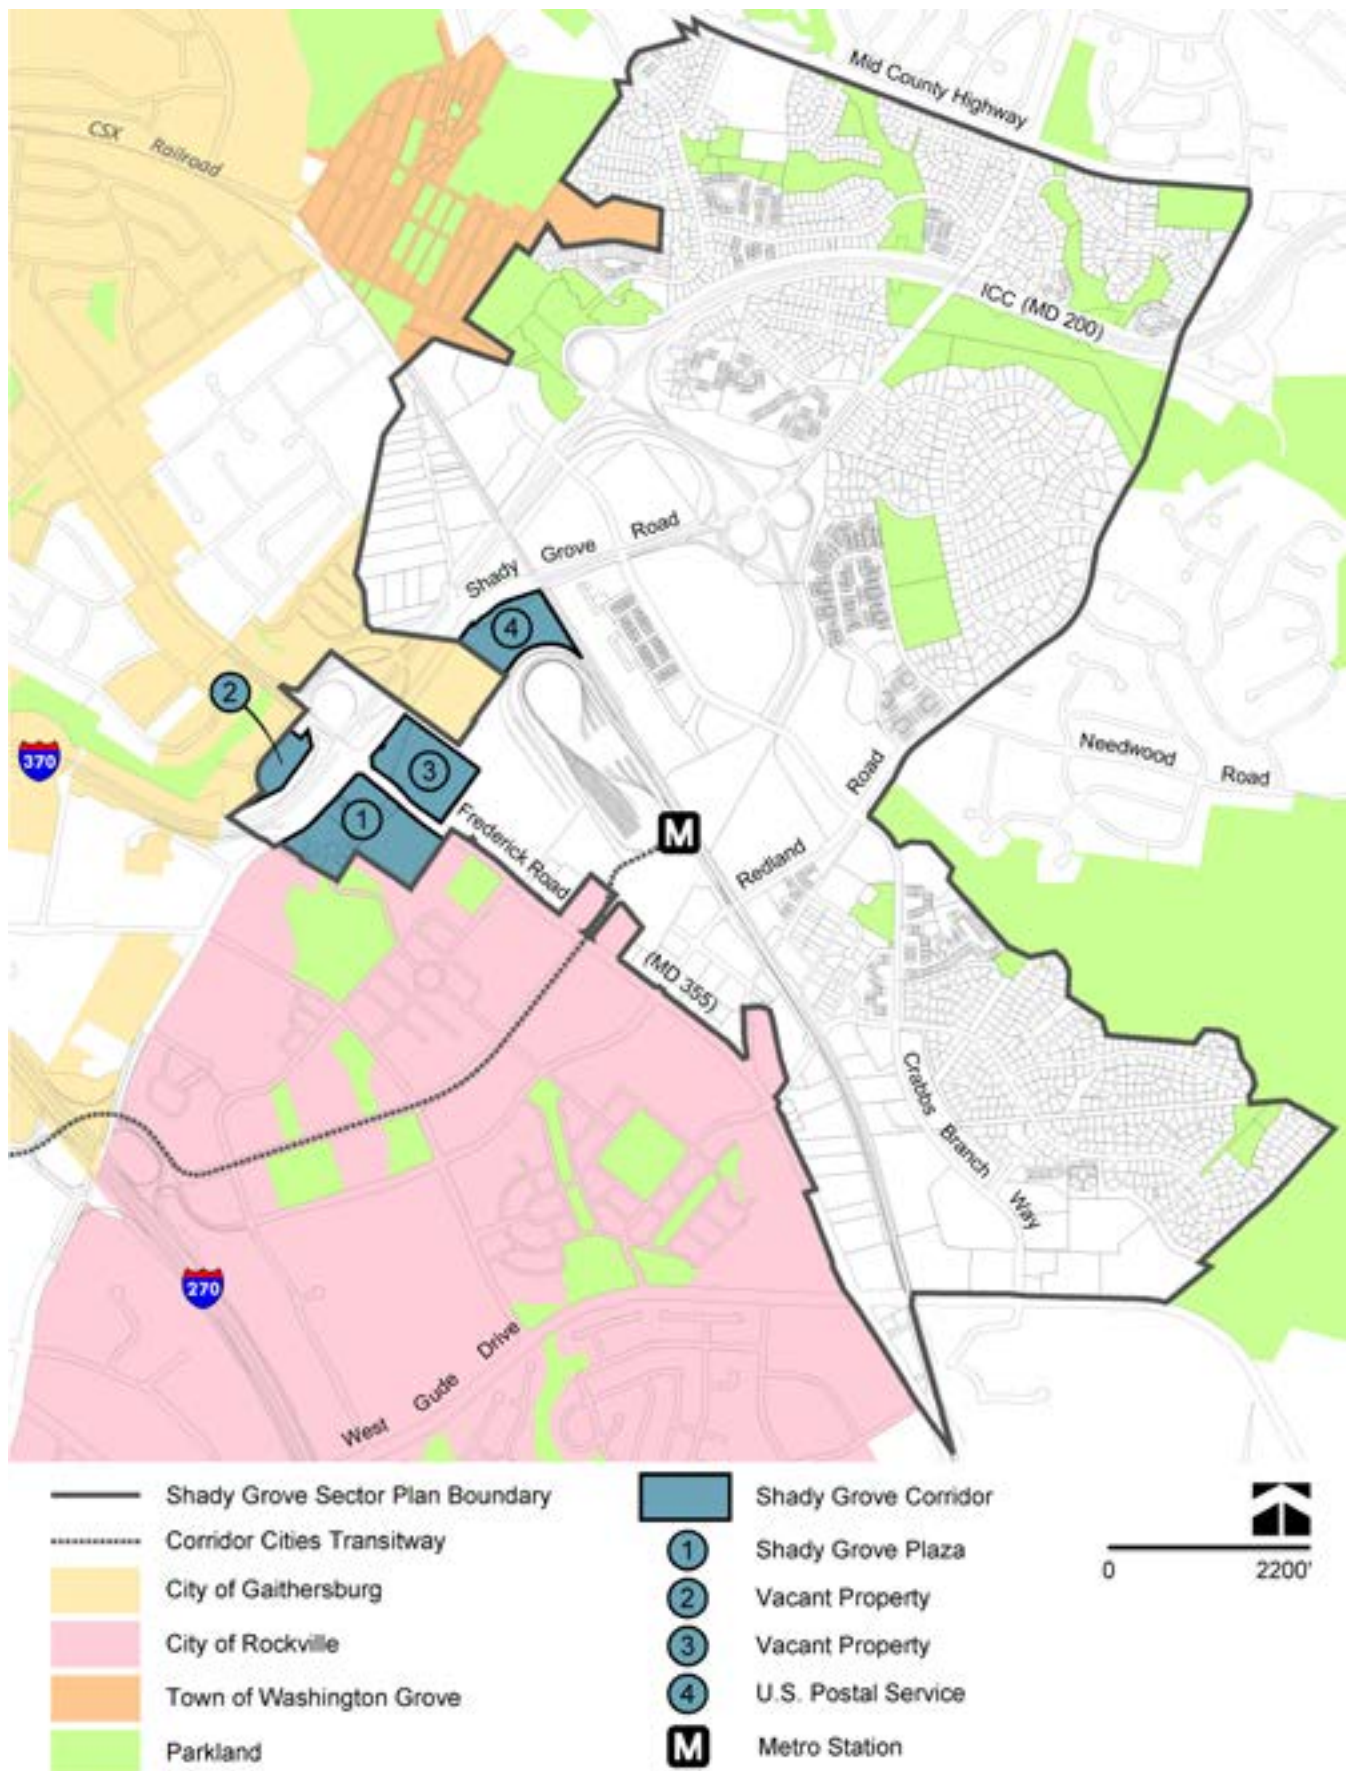 Mid County Highway
CSX Railroad
ICC (MD 200)
Shady Grove Road
4
2
370
3
1
Needwood Road
Frederick Road
M
Redland Road
(MD 355)
Crabbs Branch Way
270
West Gude Drive
Shady Grove Sector Plan Boundary
Corridor Cities Transitway
City of Gaithersburg
City of Rockville
Town of Washington Grove
Parkland
Shady Grove Corridor
1 Shady Grove Plaza
2 Vacant Property
3 Vacant Property
4 U.S. Postal Service
M Metro Station
0 2200'